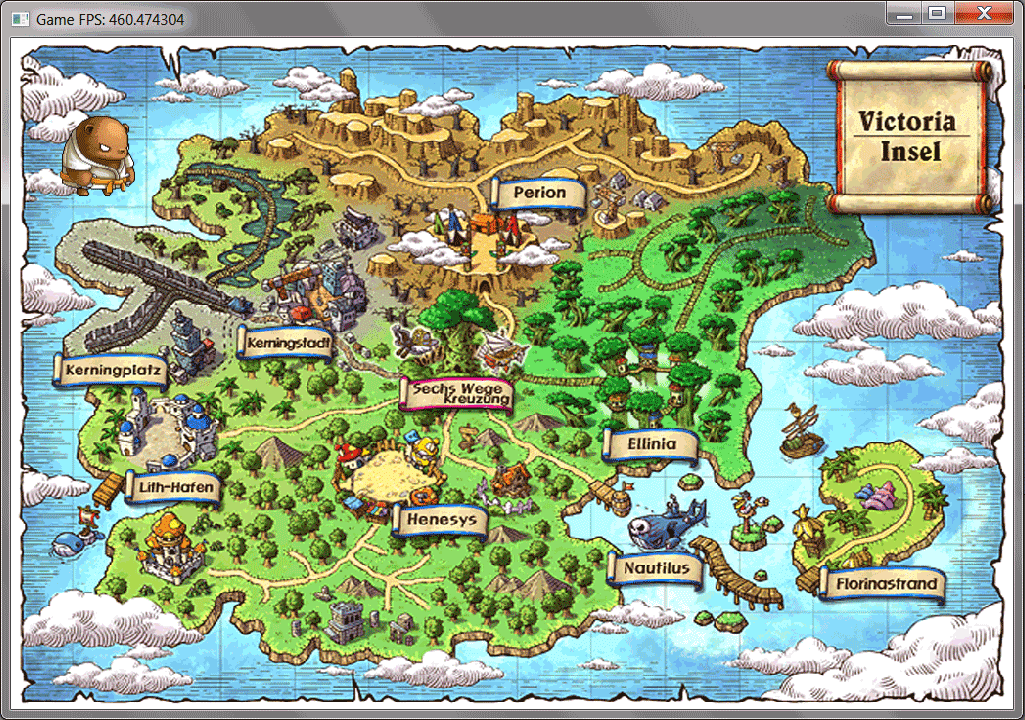 Game FPS: 460.474304
Victoria
Insel
Perion
Kerningstadt
Kerningplatz
Sechs Wege
Kreuzung
Ellinia
Lith-Hafen
Henesys
Nautilus
Florinastrand